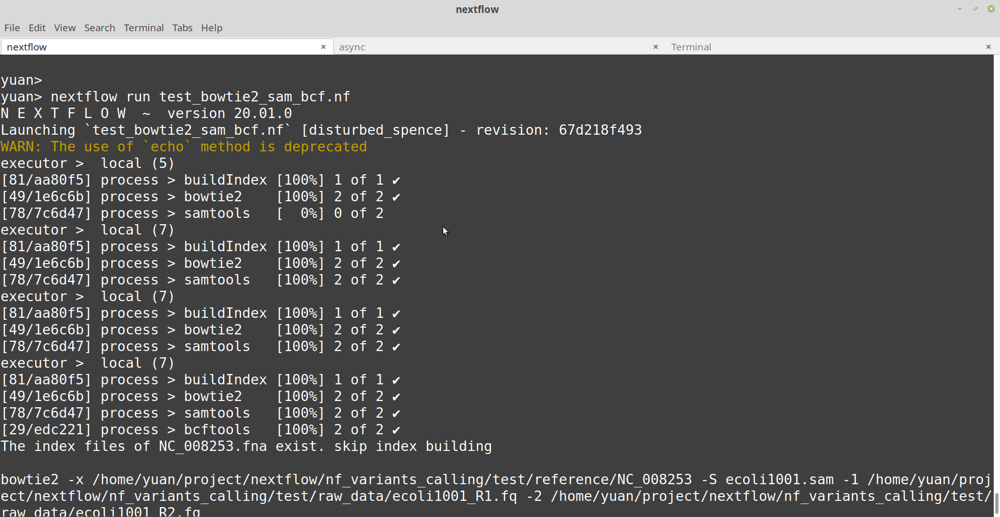 nextflow
File Edit View Search Terminal Tabs Help
nextflow × async × Terminal ×
yuan>
yuan> nextflow run test_bowtie2_sam_bcf.nf
N E X T F L O W  ~  version 20.01.0
Launching `test_bowtie2_sam_bcf.nf` [disturbed_spence] - revision: 67d218f493
WARN: The use of `echo` method is deprecated
executor >  local (5)
[81/aa80f5] process > buildIndex [100%] 1 of 1 ✔
[49/1e6c6b] process > bowtie2    [100%] 2 of 2 ✔
[78/7c6d47] process > samtools   [  0%] 0 of 2
executor >  local (7)
[81/aa80f5] process > buildIndex [100%] 1 of 1 ✔
[49/1e6c6b] process > bowtie2    [100%] 2 of 2 ✔
[78/7c6d47] process > samtools   [100%] 2 of 2 ✔
executor >  local (7)
[81/aa80f5] process > buildIndex [100%] 1 of 1 ✔
[49/1e6c6b] process > bowtie2    [100%] 2 of 2 ✔
[78/7c6d47] process > samtools   [100%] 2 of 2 ✔
executor >  local (7)
[81/aa80f5] process > buildIndex [100%] 1 of 1 ✔
[49/1e6c6b] process > bowtie2    [100%] 2 of 2 ✔
[78/7c6d47] process > samtools   [100%] 2 of 2 ✔
[29/edc221] process > bcftools   [100%] 2 of 2 ✔
The index files of NC_008253.fna exist. skip index building
bowtie2 -x /home/yuan/project/nextflow/nf_variants_calling/test/reference/NC_008253 -S ecoli1001.sam -1 /home/yuan/proj
ect/nextflow/nf_variants_calling/test/raw_data/ecoli1001_R1.fq -2 /home/yuan/project/nextflow/nf_variants_calling/test/
raw_data/ecoli1001_R2.fq